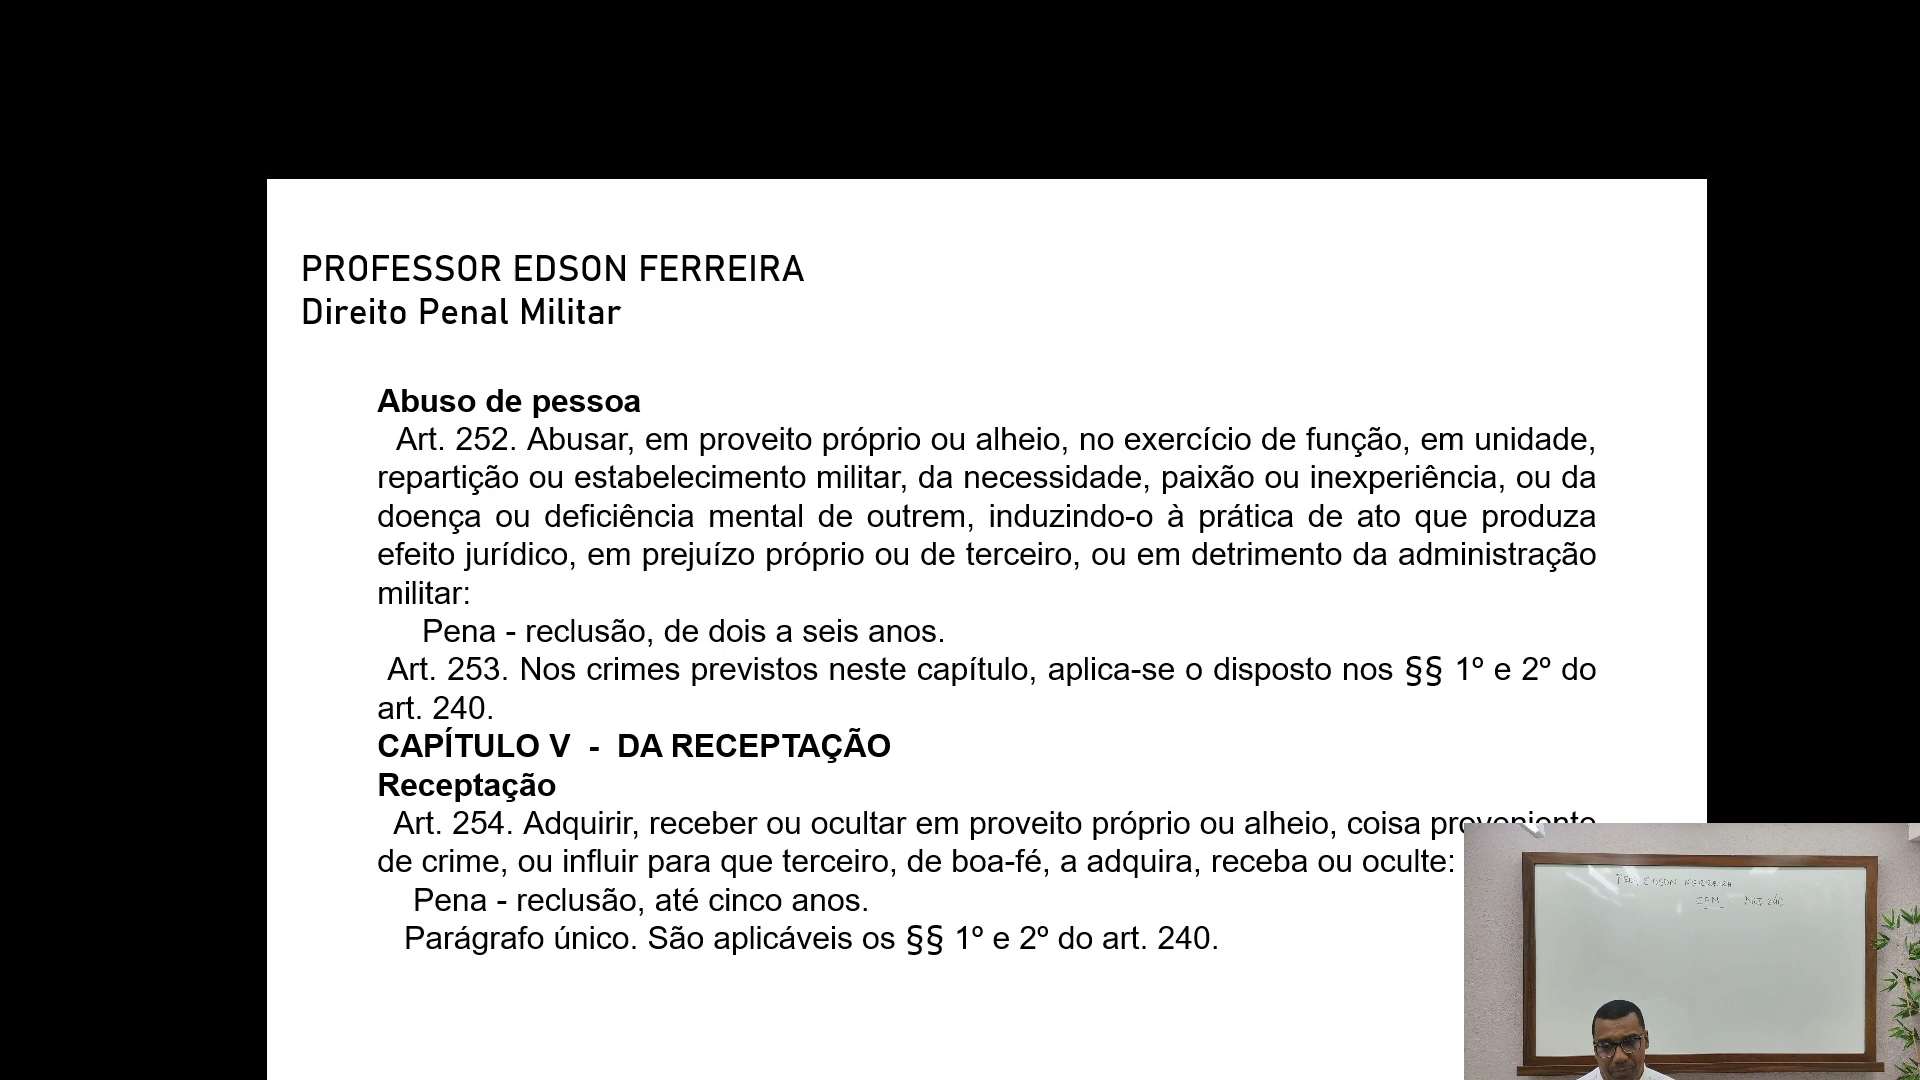 PROFESSOR EDSON FERREIRA
Direito Penal Militar
Abuso de pessoa
Art. 252. Abusar, em proveito próprio ou alheio, no exercício de função, em unidade,
repartição ou estabelecimento militar, da necessidade, paixão ou inexperiência, ou da
doença ou deficiência mental de outrem, induzindo-o à prática de ato que produza
efeito jurídico, em prejuízo próprio ou de terceiro, ou em detrimento da administração
militar:
Pena - reclusão, de dois a seis anos.
Art. 253. Nos crimes previstos neste capítulo, aplica-se o disposto nos §§ 1º e 2º do
art. 240.
CAPÍTULO V - DA RECEPTAÇÃO
Receptação
Art. 254. Adquirir, receber ou ocultar em proveito próprio ou alheio, coisa proveniente
de crime, ou influir para que terceiro, de boa-fé, a adquira, receba ou oculte:
Pena - reclusão, até cinco anos.
Parágrafo único. São aplicáveis os §§ 1º e 2º do art. 240.
EDSON FERREIRA
CPM ART 240